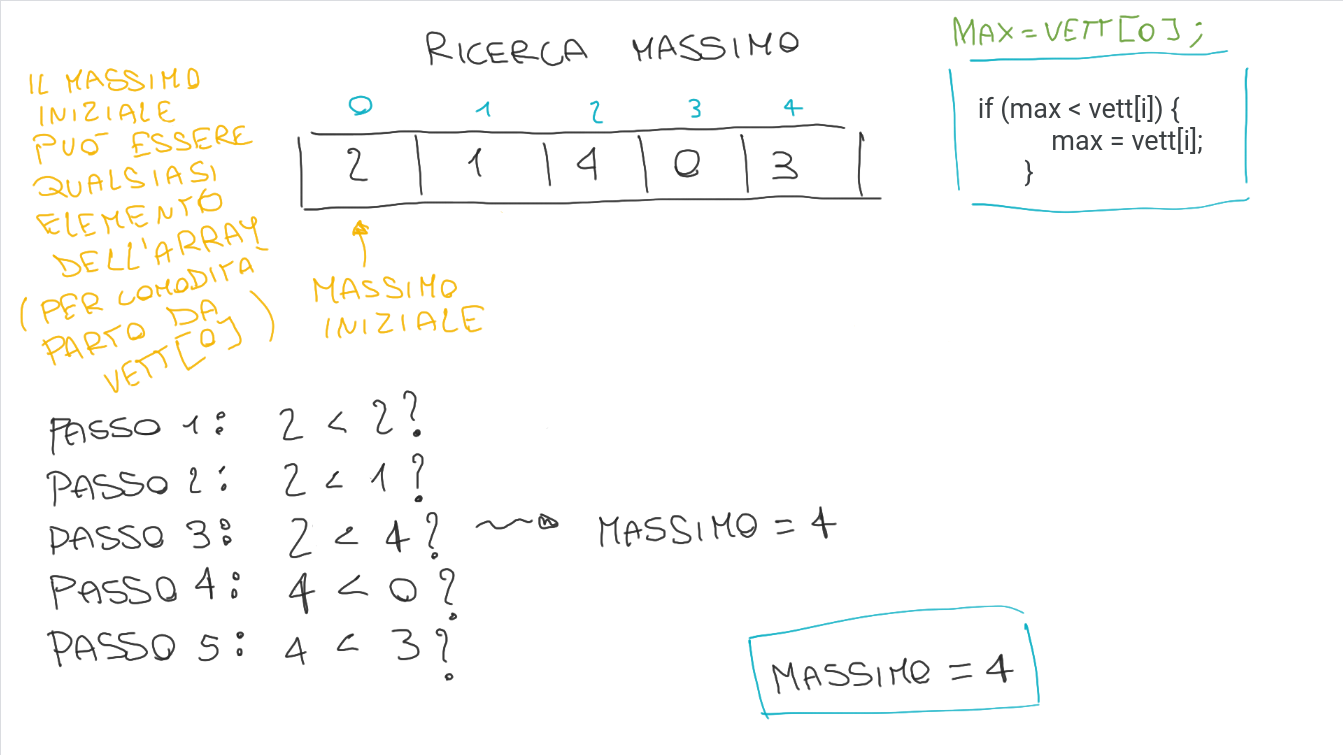 RICERCA MASSIMO
MAX = VETT[0];
if (max < vett[i]) {
max = vett[i];
}
IL MASSIMO
INIZIALE
PUO' ESSERE
QUALSIASI
ELEMENTO
DELL'ARRAY
(PER COMODITÀ
PARTO DA
VETT[0])
0 1 2 3 4
2 1 4 0 3
MASSIMO
INIZIALE
PASSO 1: 2 < 2?
PASSO 2: 2 < 1?
PASSO 3: 2 < 4? MASSIMO = 4
PASSO 4: 4 < 0?
PASSO 5: 4 < 3?
MASSIMO = 4